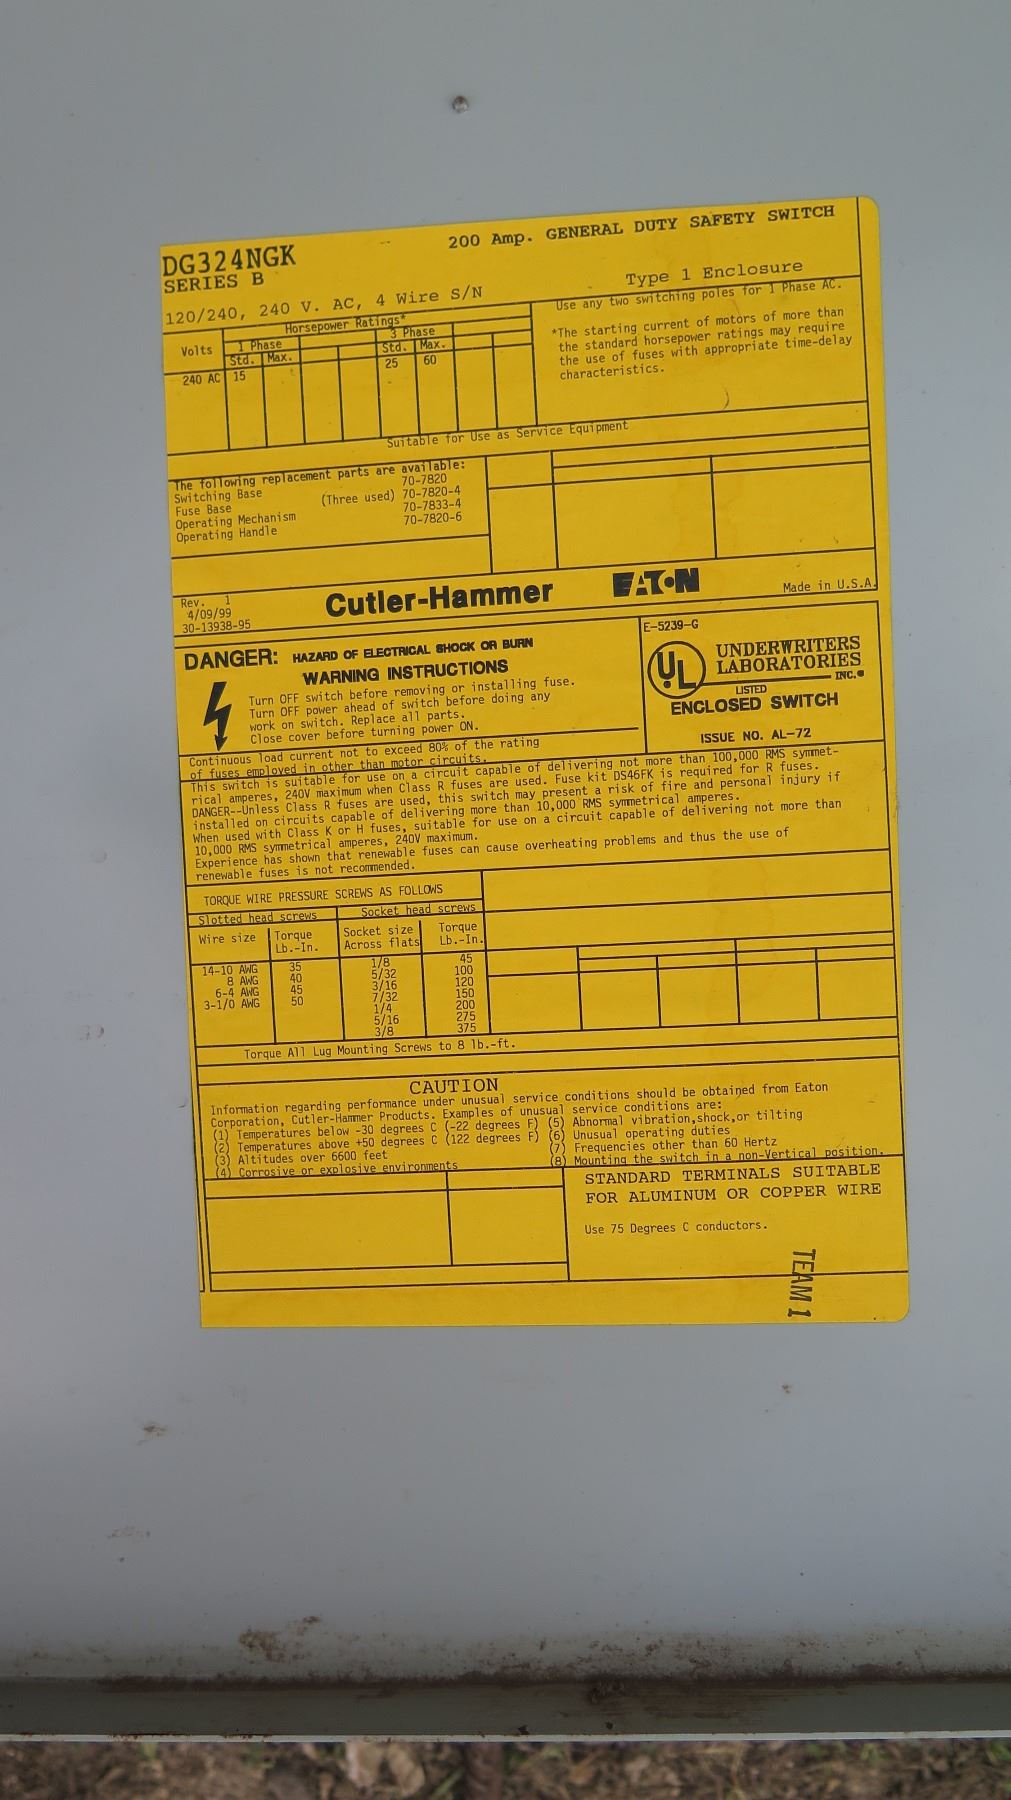 DG324NGK
SERIES B
200 Amp. GENERAL DUTY SAFETY SWITCH
120/240, 240 V. AC, 4 Wire S/N
Type 1 Enclosure
Horsepower Ratings*
Volts
1 Phase
3 Phase
Std. Max.
Std. Max.
240 AC 15 25 60
Use any two switching poles for 1 Phase AC.
*The starting current of motors of more than
the standard horsepower ratings may require
the use of fuses with appropriate time-delay
characteristics.
Suitable for Use as Service Equipment
The following replacement parts are available:
Switching Base 70-7820
Fuse Base (Three used) 70-7820-4
Operating Mechanism 70-7833-4
Operating Handle 70-7820-6
Rev. 1
4/09/99
30-13938-95
Cutler-Hammer
EATON
Made in U.S.A.
DANGER: HAZARD OF ELECTRICAL SHOCK OR BURN
WARNING INSTRUCTIONS
Turn OFF switch before removing or installing fuse.
Turn OFF power ahead of switch before doing any
work on switch. Replace all parts.
Close cover before turning power ON.
E-5239-G
UL
UNDERWRITERS
LABORATORIES
INC.®
LISTED
ENCLOSED SWITCH
ISSUE NO. AL-72
Continuous load current not to exceed 80% of the rating
of fuses employed in other than motor circuits.
This switch is suitable for use on a circuit capable of delivering not more than 100,000 RMS symmet-
rical amperes, 240V maximum when Class R fuses are used. Fuse kit DS46FK is required for R fuses.
DANGER--Unless Class R fuses are used, this switch may present a risk of fire and personal injury if
installed on circuits capable of delivering more than 10,000 RMS symmetrical amperes.
When used with Class K or H fuses, suitable for use on a circuit capable of delivering not more than
10,000 RMS symmetrical amperes, 240V maximum.
Experience has shown that renewable fuses can cause overheating problems and thus the use of
renewable fuses is not recommended.
TORQUE WIRE PRESSURE SCREWS AS FOLLOWS
Slotted head screws
Socket head screws
Wire size
Torque
Lb.-In.
Socket size
Across flats
Torque
Lb.-In.
14-10 AWG 35
8 AWG 40
6-4 AWG 45
3-1/0 AWG 50
1/8 45
5/32 100
3/16 120
7/32 150
1/4 200
5/16 275
3/8 375
Torque All Lug Mounting Screws to 8 lb.-ft.
CAUTION
Information regarding performance under unusual service conditions should be obtained from Eaton
Corporation, Cutler-Hammer Products. Examples of unusual service conditions are:
(1) Temperatures below -30 degrees C (-22 degrees F)
(2) Temperatures above +50 degrees C (122 degrees F)
(3) Altitudes over 6600 feet
(4) Corrosive or explosive environments
(5) Abnormal vibration,shock,or tilting
(6) Unusual operating duties
(7) Frequencies other than 60 Hertz
(8) Mounting the switch in a non-Vertical position.
STANDARD TERMINALS SUITABLE
FOR ALUMINUM OR COPPER WIRE
Use 75 Degrees C conductors.
TEAM 1